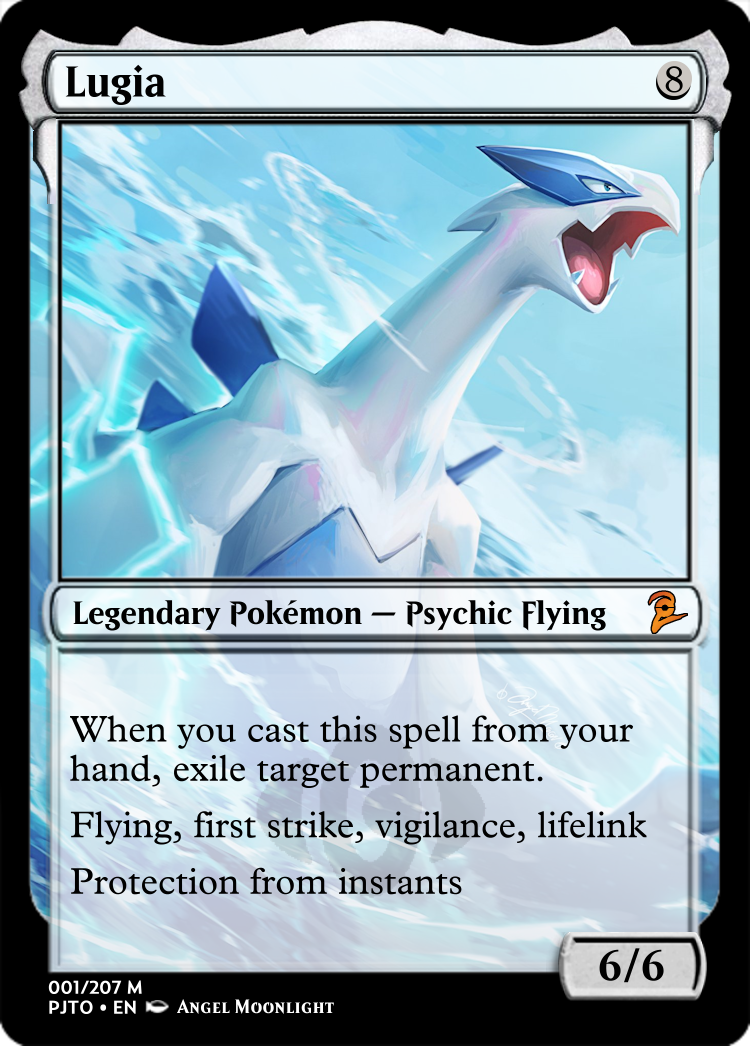 Lugia
8
Legendary Pokémon — Psychic Flying
When you cast this spell from your
hand, exile target permanent.
Flying, first strike, vigilance, lifelink
Protection from instants
6/6
001/207 M
PJTO • EN Angel Moonlight